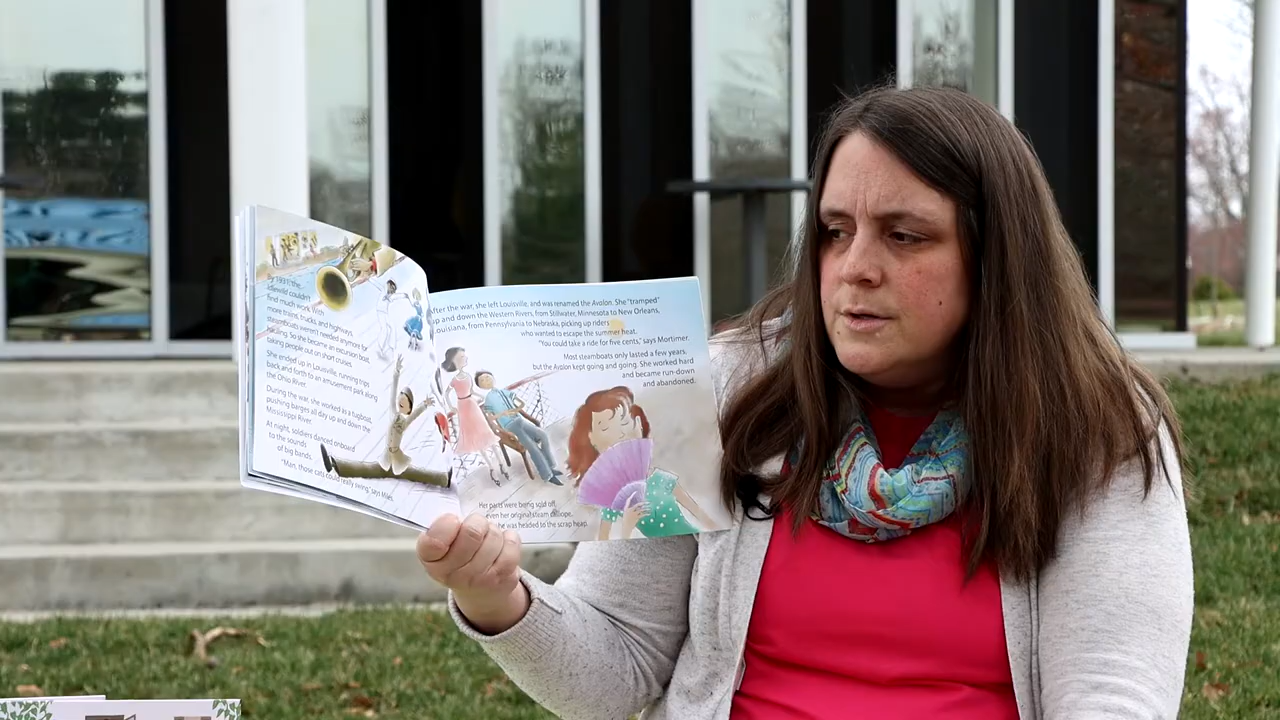 By 1931, the
Idlewild couldn't
find much work. With
more trains, trucks, and highways,
steamboats weren't needed anymore for
hauling. So she became an excursion boat,
taking people out on short cruises.
She ended up in Louisville, running trips
back and forth to an amusement park along
the Ohio River.
During the war, she worked as a tugboat,
pushing barges all day up and down the
Mississippi River.
At night, soldiers danced onboard
to the sounds
of big bands.
"Man, those cats could really swing," says Miles.
After the war, she left Louisville, and was renamed the Avalon. She "tramped"
up and down the Western Rivers, from Stillwater, Minnesota to New Orleans,
Louisiana, from Pennsylvania to Nebraska, picking up riders
who wanted to escape the summer heat.
"You could take a ride for five cents," says Mortimer.
Most steamboats only lasted a few years,
but the Avalon kept going and going. She worked hard
and became run-down
and abandoned.
Her parts were being sold off,
even her original steam calliope.
she was headed to the scrap heap.